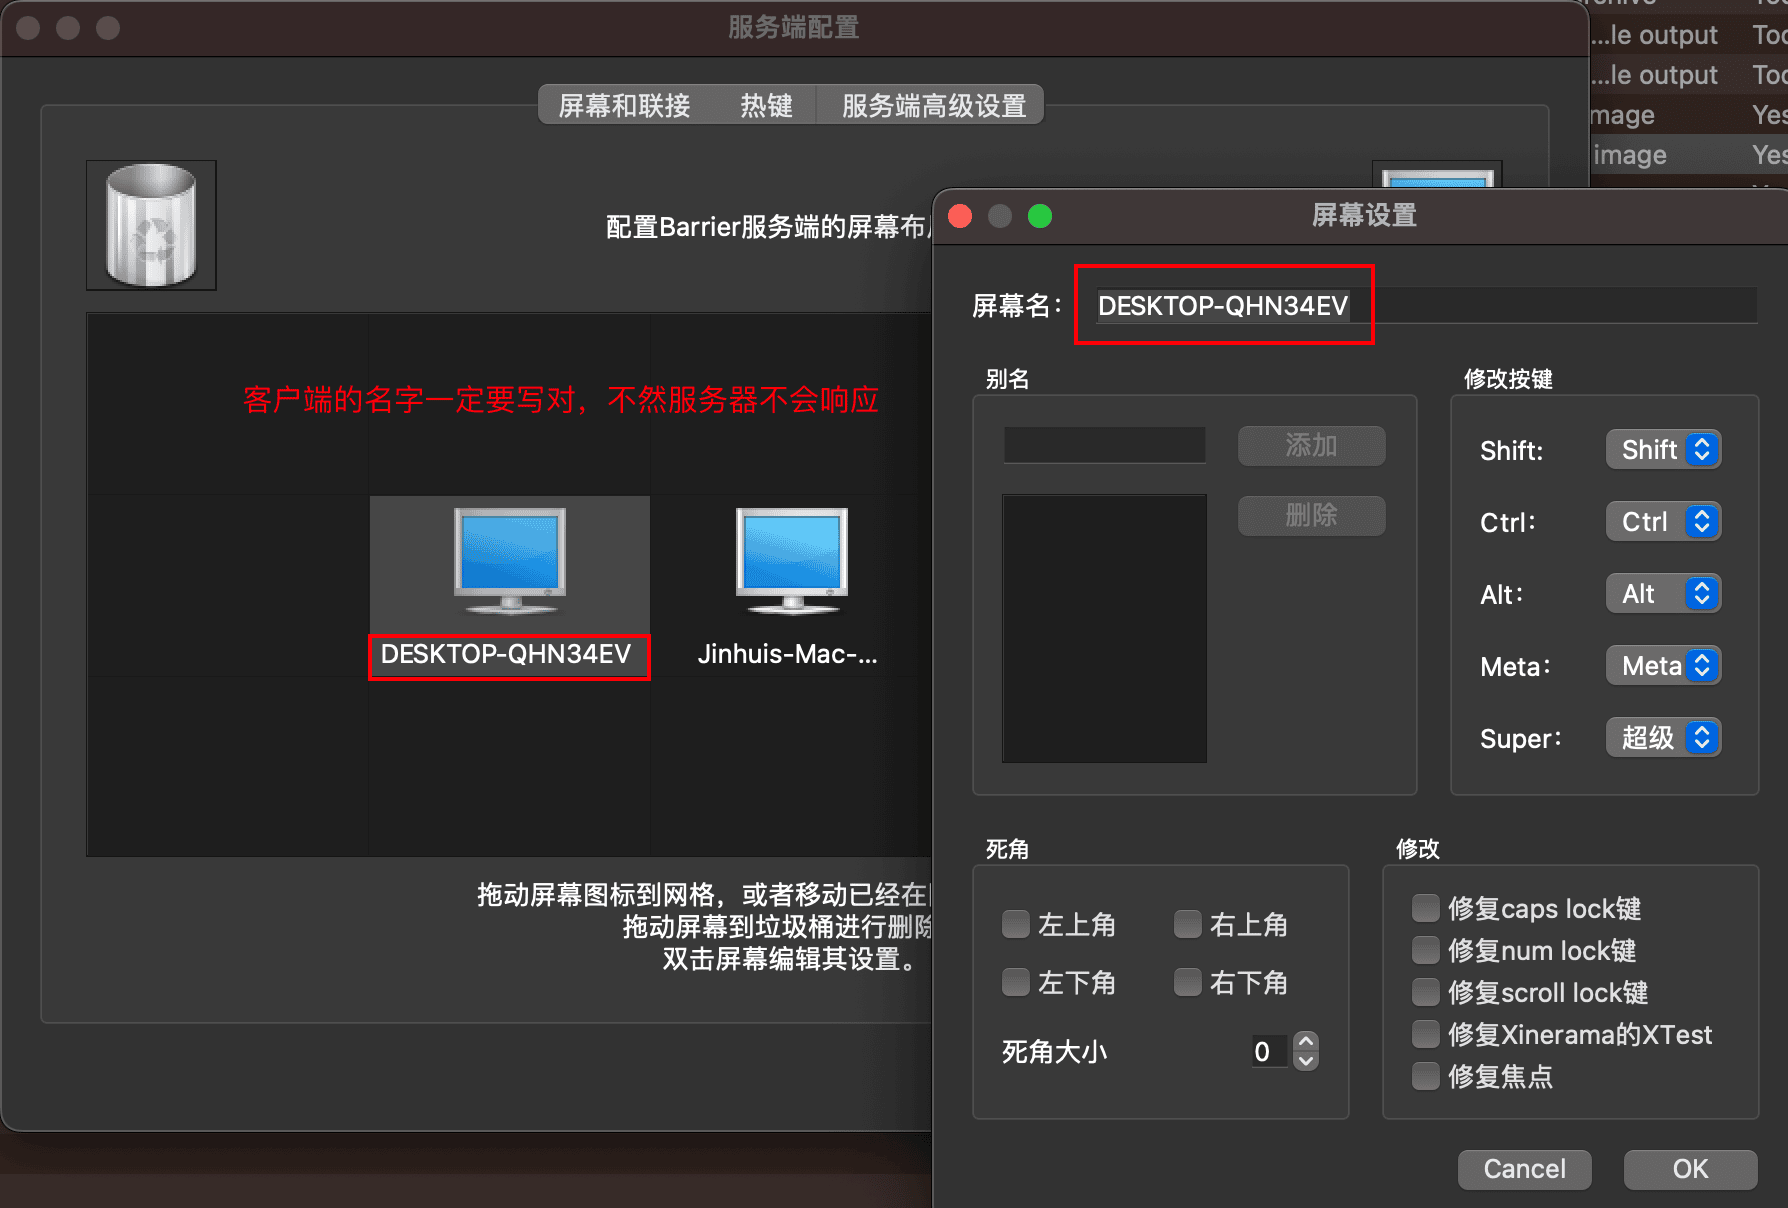 服务端配置
屏幕和联接
热键
服务端高级设置
...le output
...le output
mage
image
Yes
配置Barrier服务端的屏幕布
客户端的名字一定要写对，不然服务器不会响应
DESKTOP-QHN34EV
Jinhuis-Mac-...
拖动屏幕图标到网格，或者移动已经在
拖动屏幕到垃圾桶进行删除
双击屏幕编辑其设置。
屏幕设置
屏幕名：
DESKTOP-QHN34EV
别名
添加
删除
修改按键
Shift:
Shift
Ctrl：
Ctrl
Alt：
Alt
Meta：
Meta
Super：
超级
死角
左上角
右上角
左下角
右下角
死角大小
0
修改
修复caps lock键
修复num lock键
修复scroll lock键
修复Xinerama的XTest
修复焦点
Cancel
OK